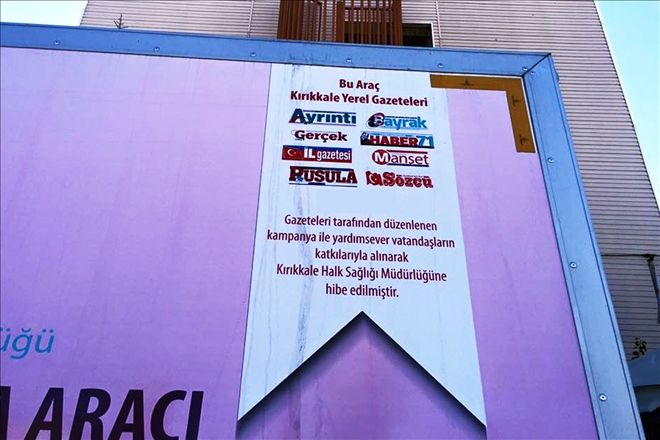 Bu Araç
Kırıkkale Yerel Gazeteleri
Ayrıntı Bayrak
Gerçek HABER71
İL gazetesi Manşet
PUSULA Sözcü
Gazeteleri tarafından düzenlenen
kampanya ile yardımsever vatandaşların
katkılarıyla alınarak
Kırıkkale Halk Sağlığı Müdürlüğüne
hibe edilmiştir.
üğü
ARACI